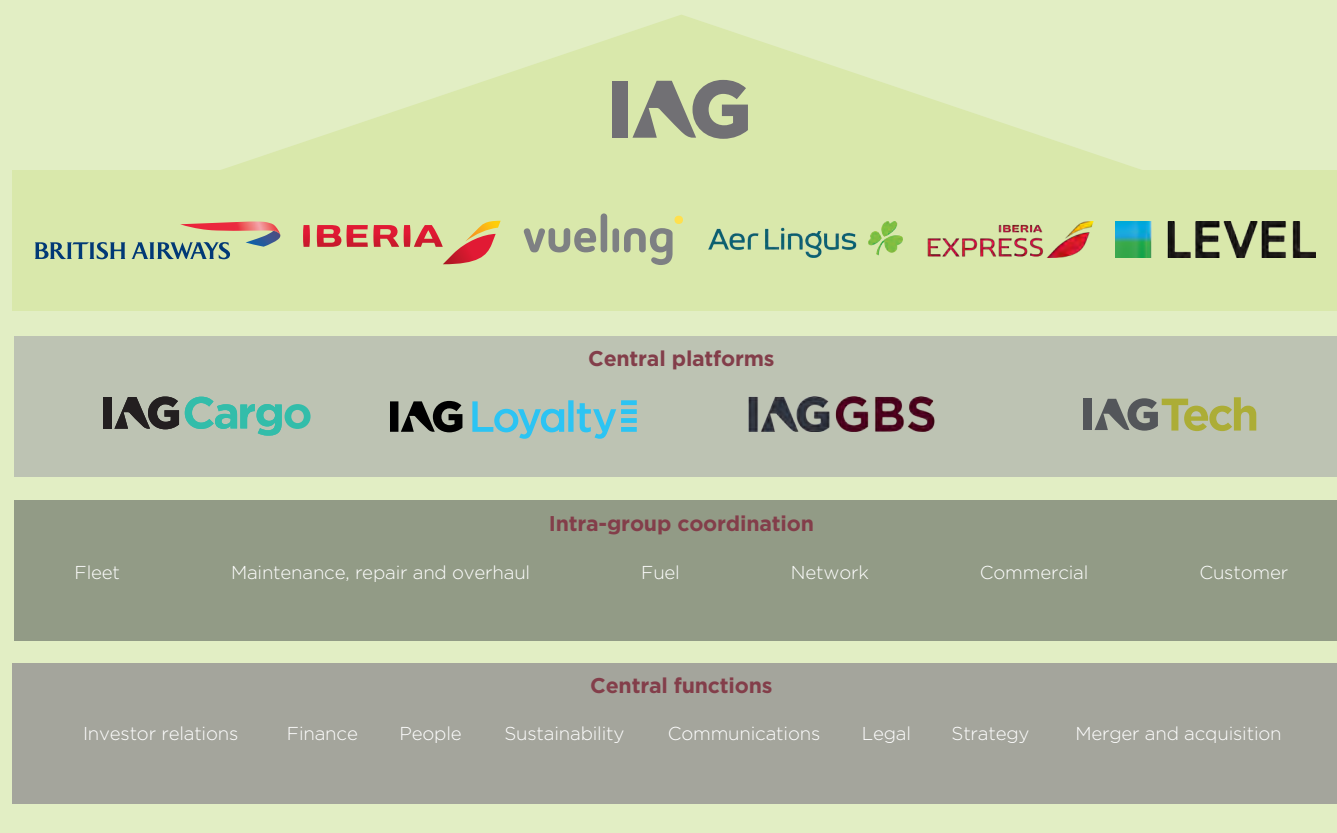 IAG
BRITISH AIRWAYS IBERIA vueling Aer Lingus IBERIA EXPRESS LEVEL
Central platforms
IAG Cargo IAG Loyalty IAG GBS IAG Tech
Intra-group coordination
Fleet Maintenance, repair and overhaul Fuel Network Commercial Customer
Central functions
Investor relations Finance People Sustainability Communications Legal Strategy Merger and acquisition